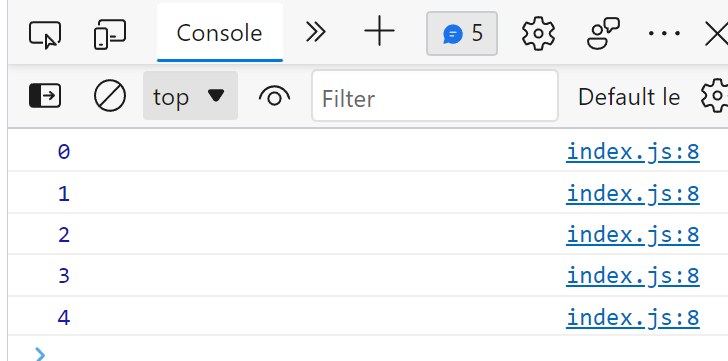 Console 5
top Filter Default le
0 index.js:8
1 index.js:8
2 index.js:8
3 index.js:8
4 index.js:8